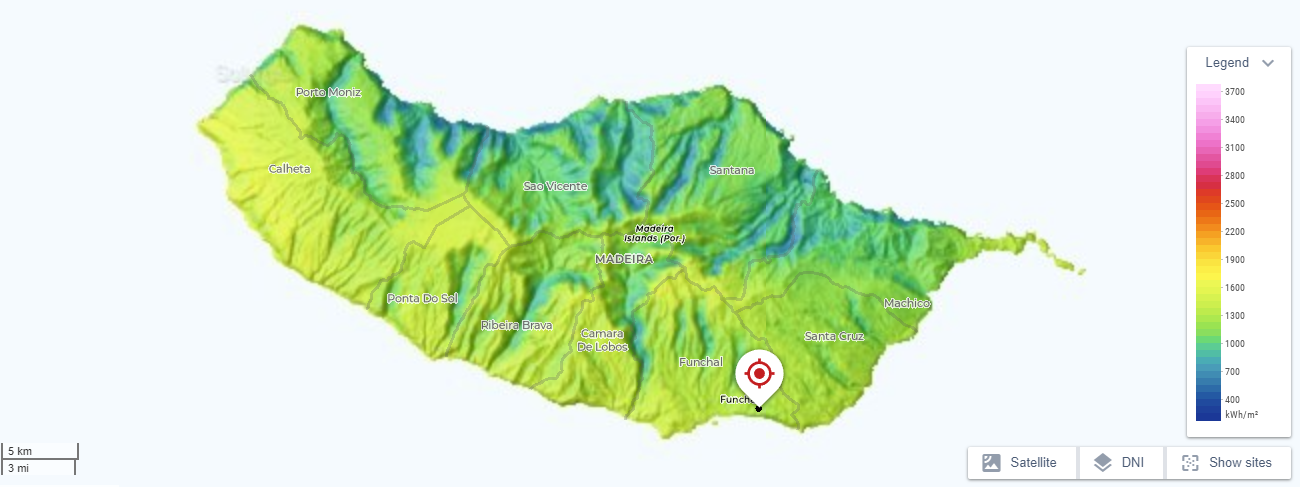 Porto Moniz
Calheta
Sao Vicente
Santana
Madeira
Islands (Por.)
MADEIRA
Ponta Do Sol
Ribeira Brava
Camara
De Lobos
Machico
Santa Cruz
Funchal
Legend
3700
3400
3100
2800
2500
2200
1900
1600
1300
1000
700
400
kWh/m²
5 km
3 mi
Satellite
DNI
Show sites